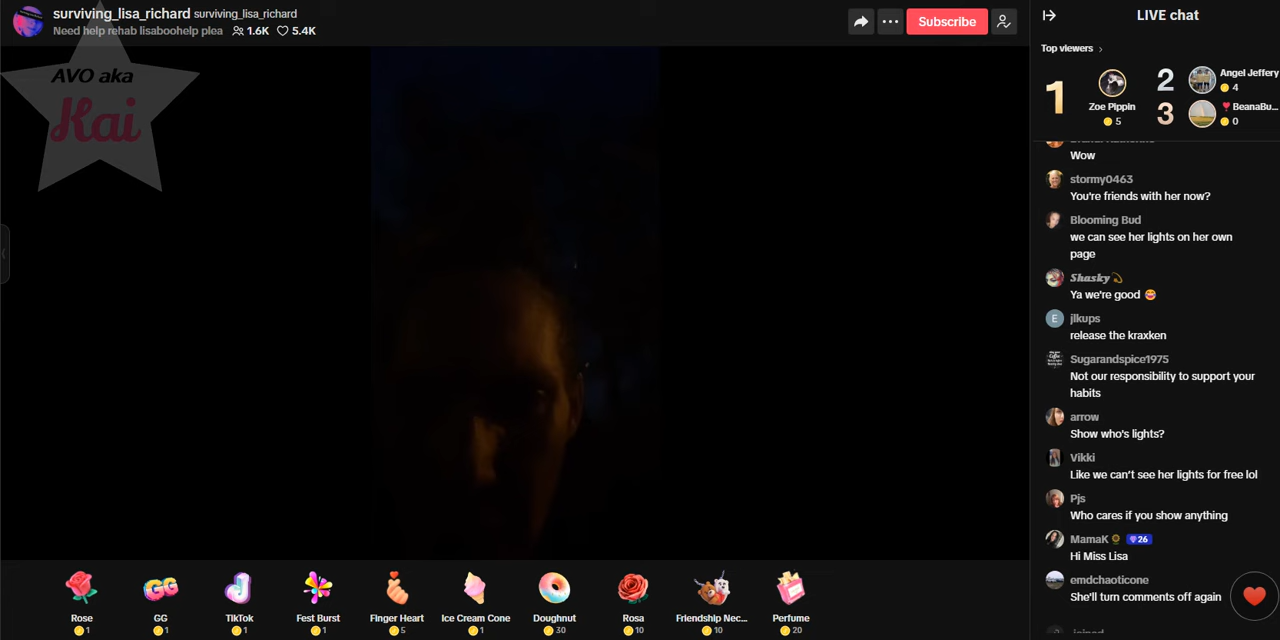 surviving_lisa_richard surviving_lisa_richard
Need help rehab lisaboohelp plea 1.6K 5.4K
Subscribe
AVO aka
Kai
LIVE chat
Top viewers
1
Zoe Pippin
5
2
Angel Jeffery
4
3
BeanaBu...
0
Wow
stormy0463
You're friends with her now?
Blooming Bud
we can see her lights on her own
page
Shasky
Ya we're good
E
jlkups
release the kraxken
Sugarandspice1975
Not our responsibility to support your
habits
arrow
Show who's lights?
Vikki
Like we can't see her lights for free lol
Pjs
Who cares if you show anything
MamaK 26
Hi Miss Lisa
emdchaoticone
She'll turn comments off again
joined
GG
Rose GG TikTok Fest Burst Finger Heart Ice Cream Cone Doughnut Rosa Friendship Nec... Perfume
1 1 1 1 5 1 30 10 10 20